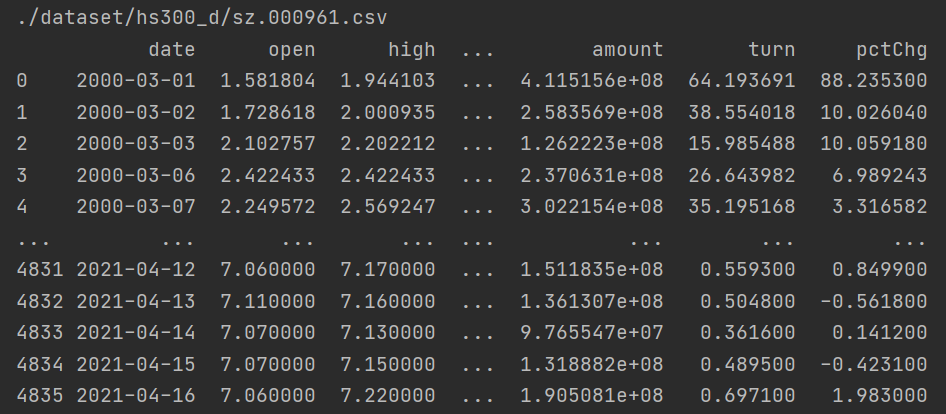 ./dataset/hs300_d/sz.000961.csv
date open high ... amount turn pctChg
0 2000-03-01 1.581804 1.944103 ... 4.115156e+08 64.193691 88.235300
1 2000-03-02 1.728618 2.000935 ... 2.583569e+08 38.554018 10.026040
2 2000-03-03 2.102757 2.202212 ... 1.262223e+08 15.985488 10.059180
3 2000-03-06 2.422433 2.422433 ... 2.370631e+08 26.643982 6.989243
4 2000-03-07 2.249572 2.569247 ... 3.022154e+08 35.195168 3.316582
... ... ... ... ... ... ... ...
4831 2021-04-12 7.060000 7.170000 ... 1.511835e+08 0.559300 0.849900
4832 2021-04-13 7.110000 7.160000 ... 1.361307e+08 0.504800 -0.561800
4833 2021-04-14 7.070000 7.130000 ... 9.765547e+07 0.361600 0.141200
4834 2021-04-15 7.070000 7.150000 ... 1.318882e+08 0.489500 -0.423100
4835 2021-04-16 7.060000 7.220000 ... 1.905081e+08 0.697100 1.983000